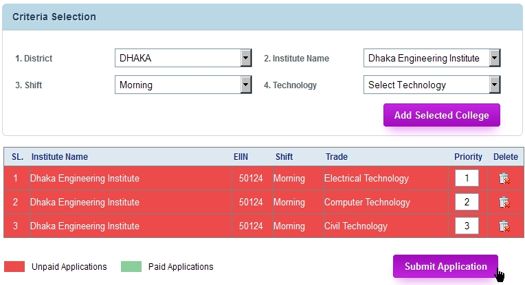 Criteria Selection
1. District DHAKA 2. Institute Name Dhaka Engineering Institute
3. Shift Morning 4. Technology Select Technology
Add Selected College
SL. Institute Name EIIN Shift Trade Priority Delete
1 Dhaka Engineering Institute 50124 Morning Electrical Technology 1
2 Dhaka Engineering Institute 50124 Morning Computer Technology 2
3 Dhaka Engineering Institute 50124 Morning Civil Technology 3
Unpaid Applications Paid Applications Submit Application